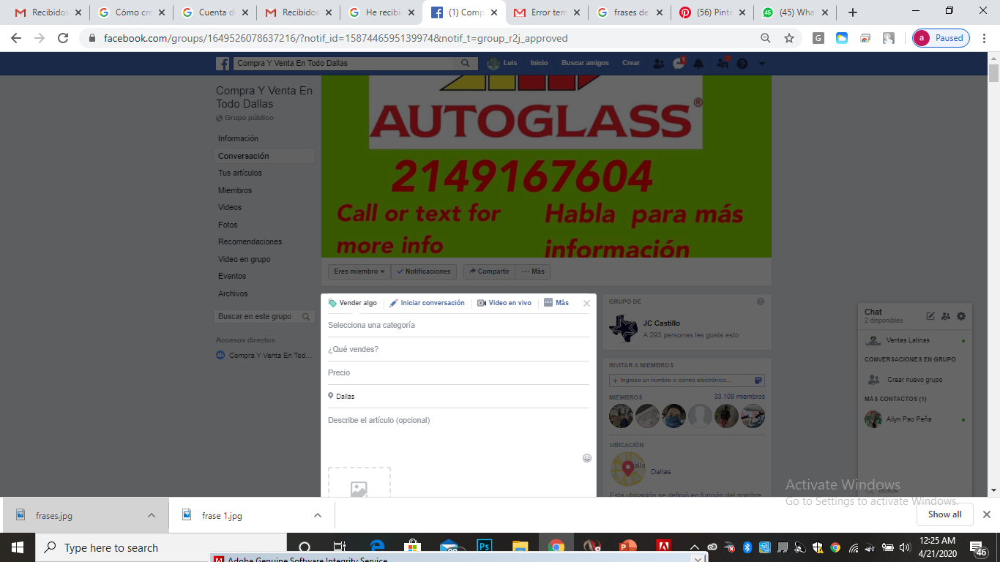 Recibidos
Cómo cre
Cuenta d
Recibidos
He recibi
(1) Comp
Error tem
frases de
(56) Pinte
(45) Wha
facebook.com/groups/1649526078637216/?notif_id=1587446595139974&notif_t=group_r2j_approved
Paused
Compra Y Venta En Todo Dallas
Luis
Inicio
Buscar amigos
Crear
1
Compra Y Venta En
Todo Dallas
Grupo público
Información
Conversación
Tus artículos
Miembros
Videos
Fotos
Recomendaciones
Video en grupo
Eventos
Archivos
Buscar en este grupo
Accesos directos
Compra Y Venta En Tod...
AUTOGLASS®
2149167604
Call or text for
more info
Habla para más
información
Eres miembro
Notificaciones
Compartir
Más
Vender algo
Iniciar conversación
Video en vivo
Más
Selecciona una categoría
¿Qué vendes?
Precio
Dallas
Describe el artículo (opcional)
GRUPO DE
JC Castillo
A 293 personas les gusta esto
INVITAR A MIEMBROS
+ Ingresa un nombre o correo electrónico...
MIEMBROS
33.109 miembros
UBICACIÓN
alla
Dallas
Esta ubicación se definió en función del nombre
Chat
2 disponibles
Ventas Latinas
CONVERSACIONES EN GRUPO
Crear nuevo grupo
MÁS CONTACTOS (1)
Ailyn Pao Peña
Buscar
Activate Windows
Go to Settings to activate Windows.
frases.jpg
frase 1.jpg
Show all
Type here to search
Adobe Genuine Software Integrity Service
12:25 AM
4/21/2020
46